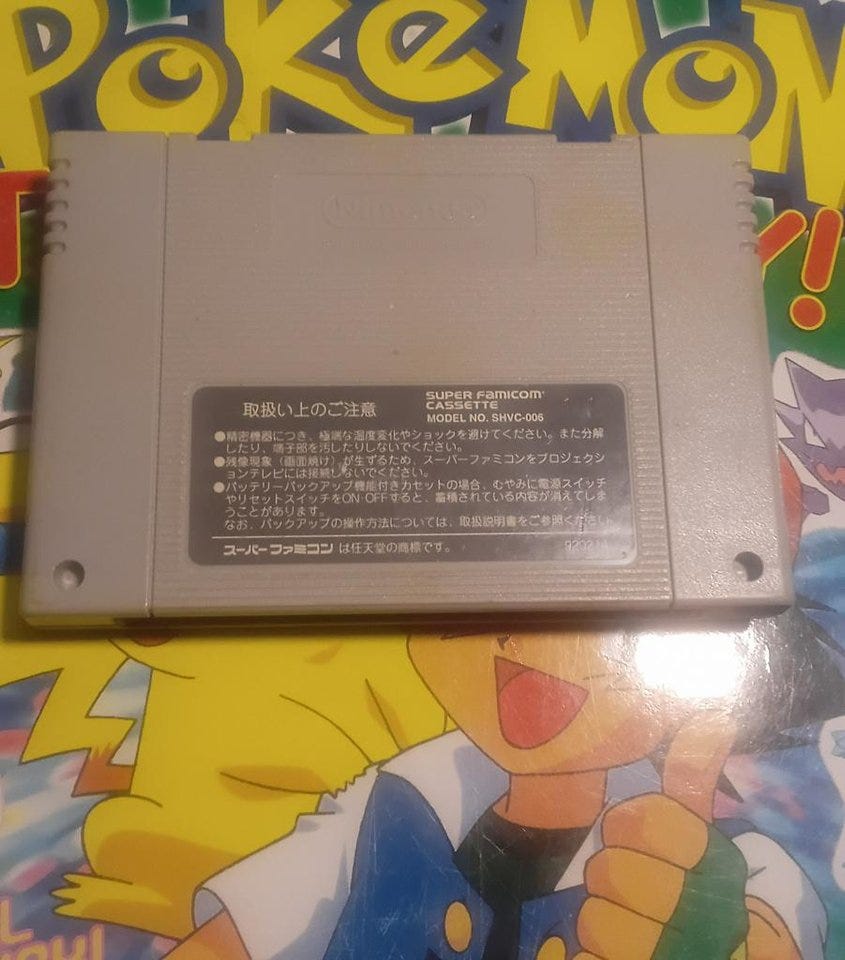 POKéMON
Y!
Nintendo
取扱い上のご注意
SUPER FAMICOM
CASSETTE
MODEL NO. SHVC-006
●精密機器につき、極端な温度変化やショックを避けてください。また分解
したり、端子部を汚したりしないでください。
●残像現象（画面焼け）が生ずるため、スーパーファミコンをプロジェクシ
ョンテレビには接続しないでください。
●バッテリーバックアップ機能付きカセットの場合、むやみに電源スイッチ
やリセットスイッチをON·OFFすると、蓄積されている内容が消えてしま
うことがあります。
なお、バックアップの操作方法については、取扱説明書をご参照ください
スーパーファミコン は任天堂の商標です。